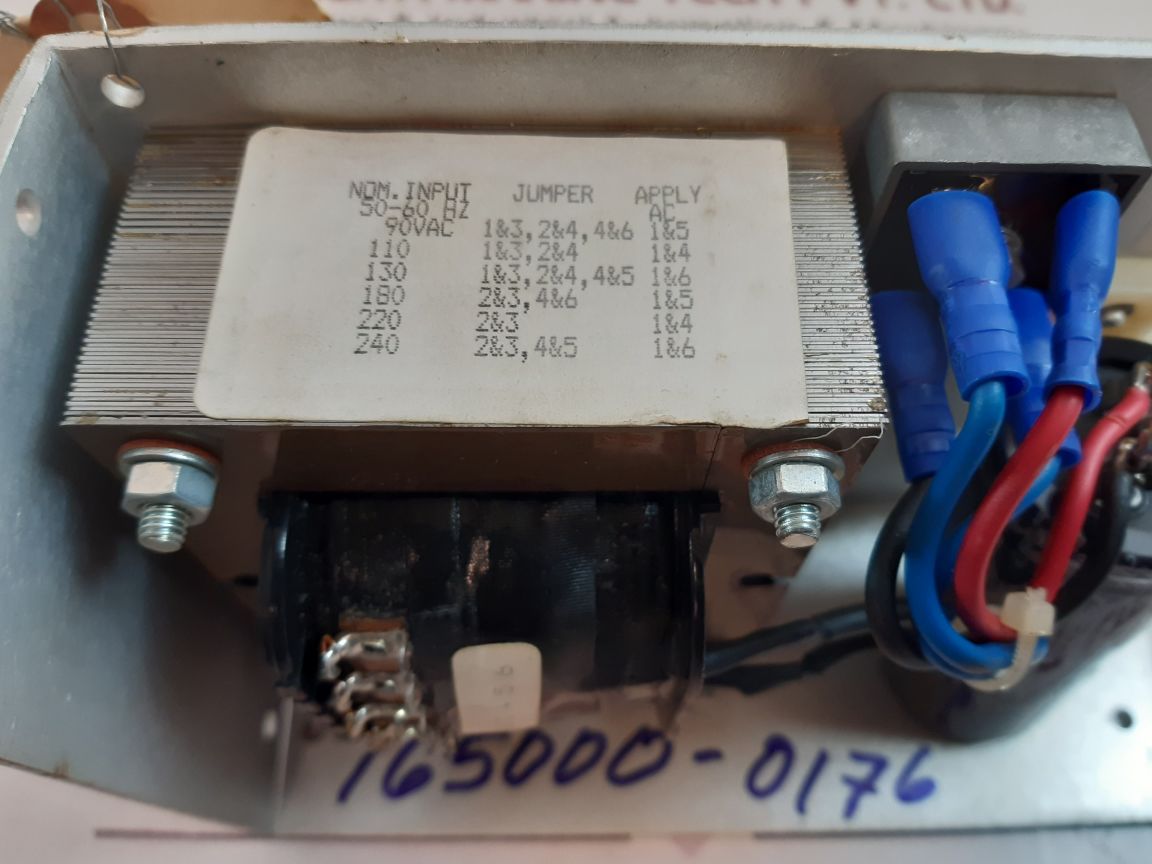 NOM.INPUT JUMPER APPLY
50-60 HZ AC
90VAC 1&3,2&4,4&6 1&5
110 1&3,2&4 1&4
130 1&3,2&4,4&5 1&6
180 2&3,4&6 1&5
220 2&3 1&4
240 2&3,4&5 1&6
165000-0176